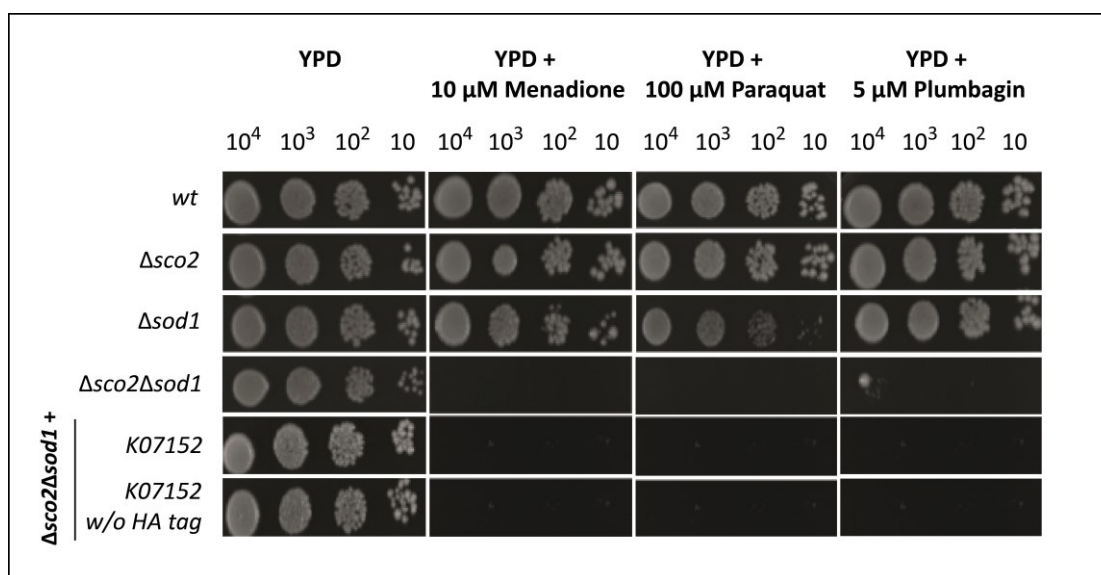 YPD YPD + YPD + YPD +
10 µM Menadione 100 µM Paraquat 5 µM Plumbagin
10⁴ 10³ 10² 10 10⁴ 10³ 10² 10 10⁴ 10³ 10² 10 10⁴ 10³ 10² 10
wt
Δsco2
Δsod1
Δsco2Δsod1
Δsco2Δsod1 +
K07152
K07152
w/o HA tag